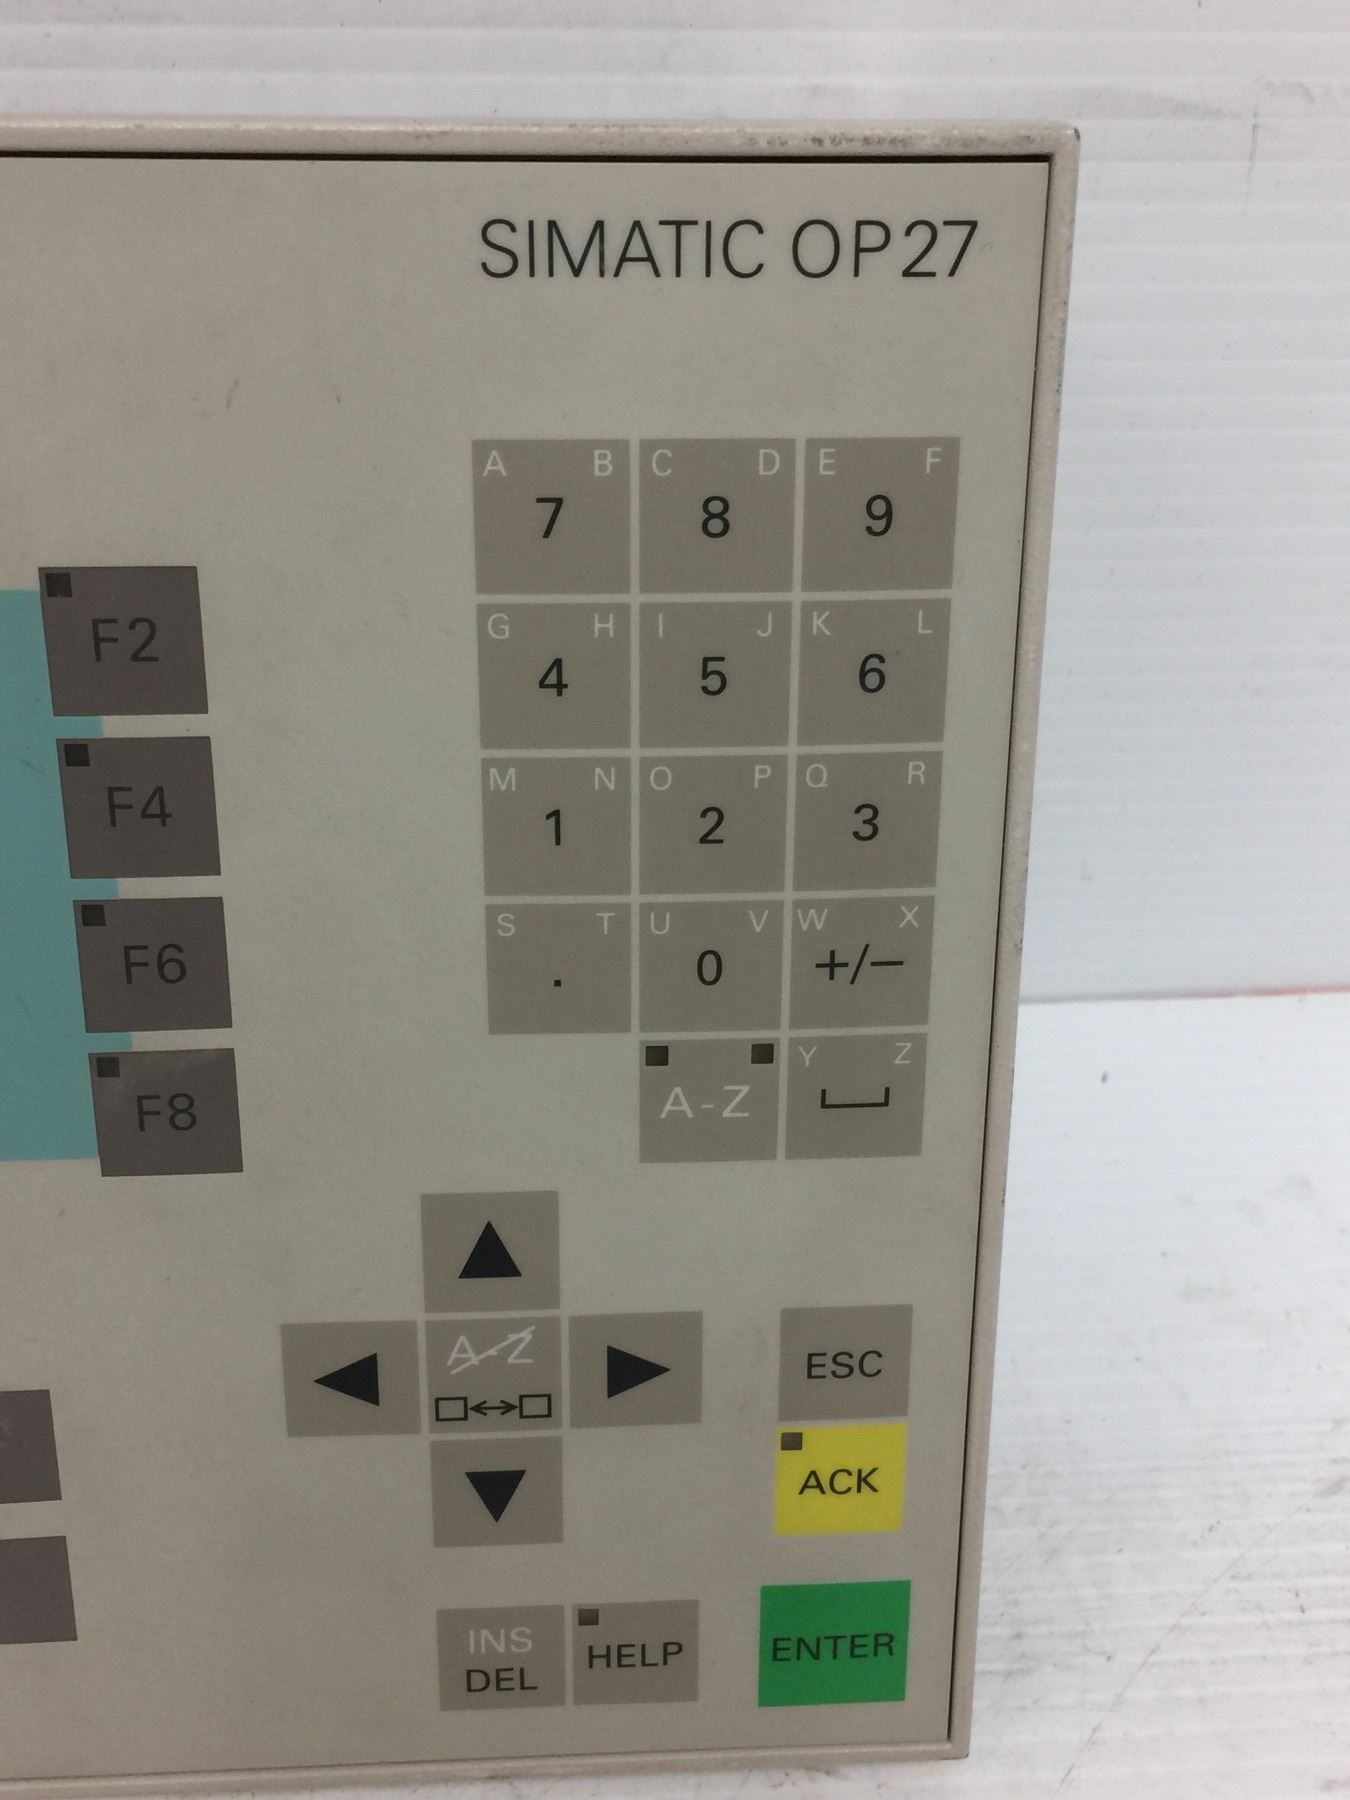 SIMATIC OP27
A B C D E F
7 8 9
F2
G H I J K L
4 5 6
F4
M N O P Q R
1 2 3
F6
S T U V W X
. 0 +/−
F8
Y Z
A-Z
A-Z
ESC
ACK
INS
DEL
HELP
ENTER